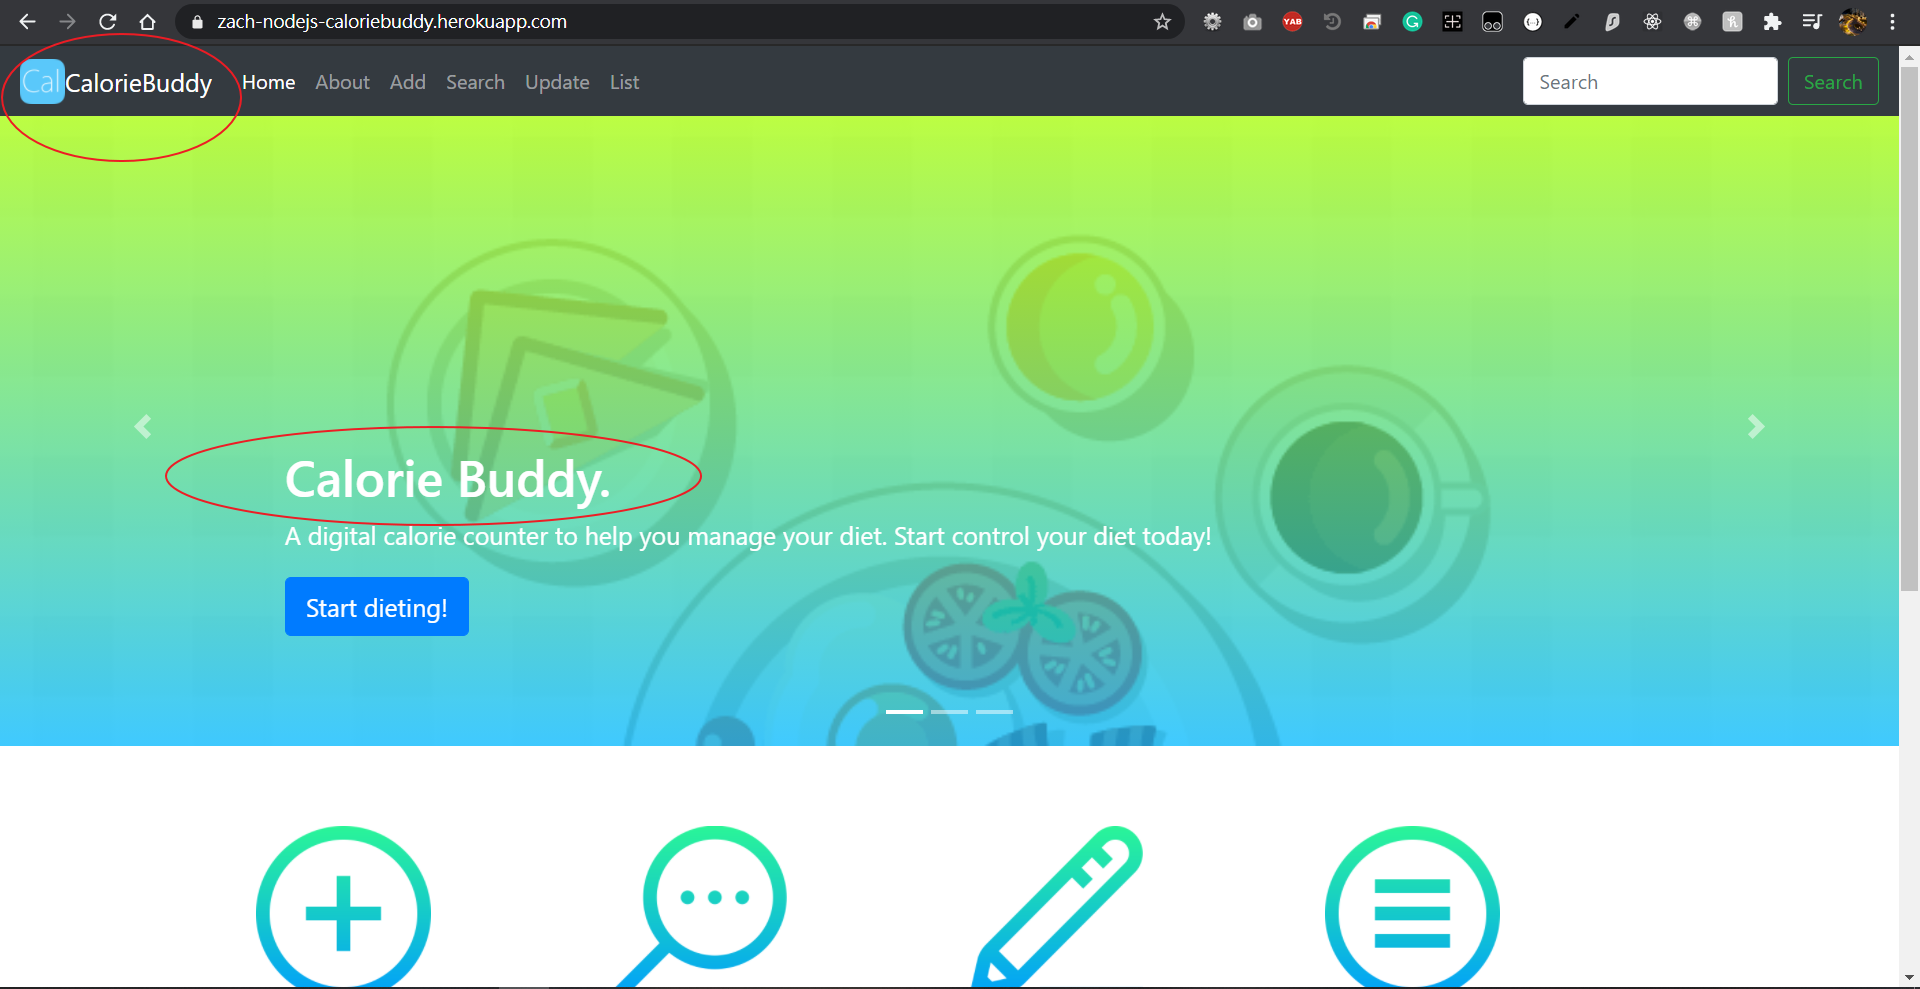 zach-nodejs-caloriebuddy.herokuapp.com
YAB
Cal CalorieBuddy Home About Add Search Update List Search Search
Calorie Buddy.
A digital calorie counter to help you manage your diet. Start control your diet today!
Start dieting!